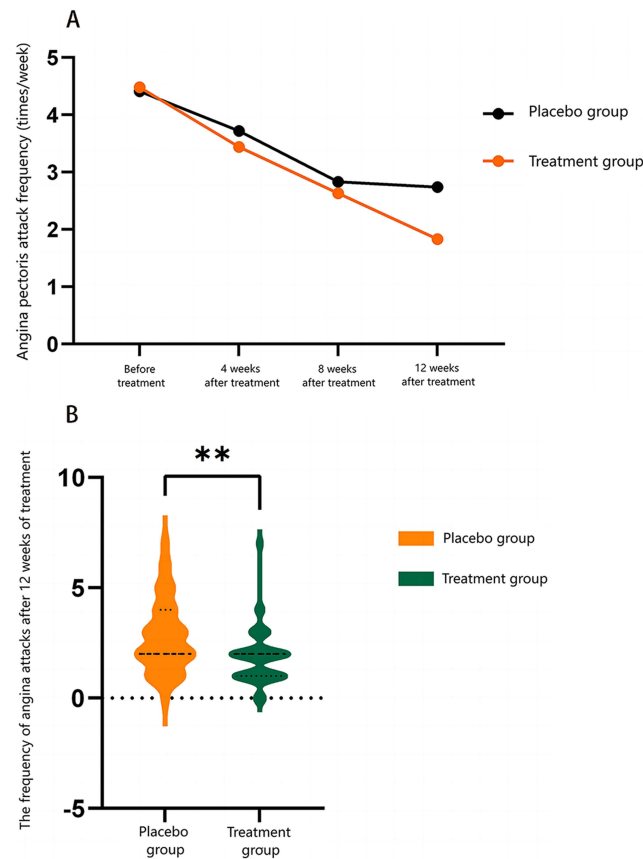 A
Angina pectoris attack frequency (times/week)
5
4
3
2
1
0
Before
treatment
4 weeks
after treatment
8 weeks
after treatment
12 weeks
after treatment
Placebo group
Treatment group
B
The frequency of angina attacks after 12 weeks of treatment
10
5
0
-5
**
Placebo
group
Treatment
group
Placebo group
Treatment group